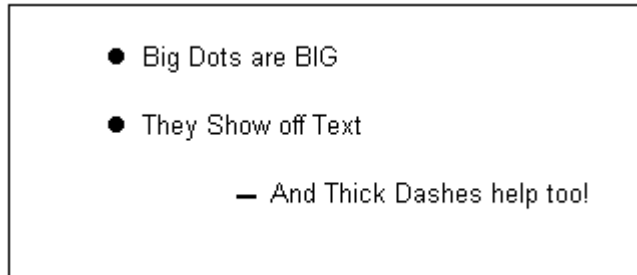 ● Big Dots are BIG
● They Show off Text
– And Thick Dashes help too!